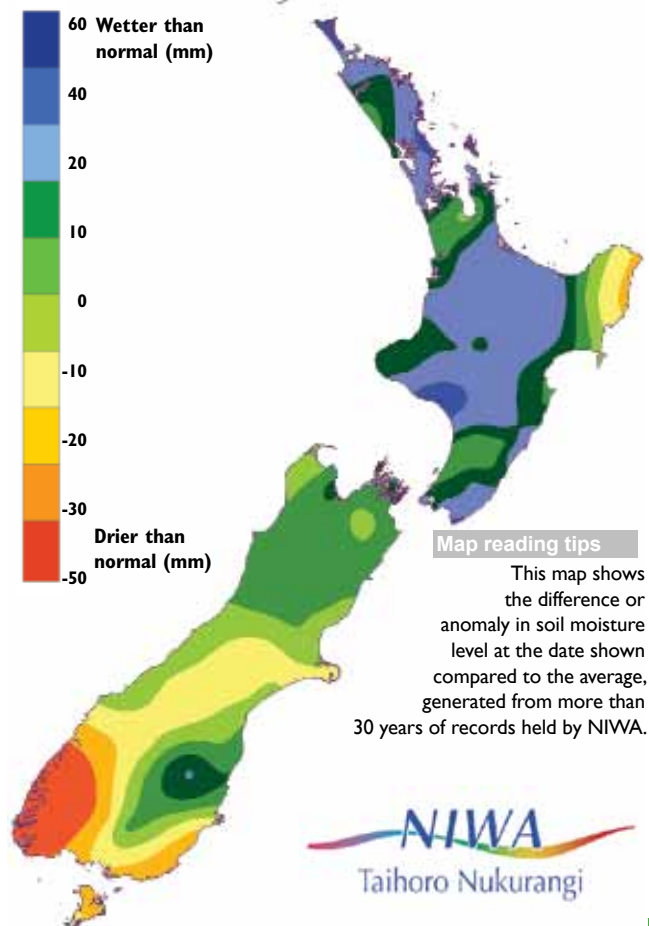 60 Wetter than
normal (mm)
40
20
10
0
-10
-20
-30
Drier than
normal (mm)
-50
Map reading tips
This map shows
the difference or
anomaly in soil moisture
level at the date shown
compared to the average,
generated from more than
30 years of records held by NIWA.
NIWA
Taihoro Nukurangi